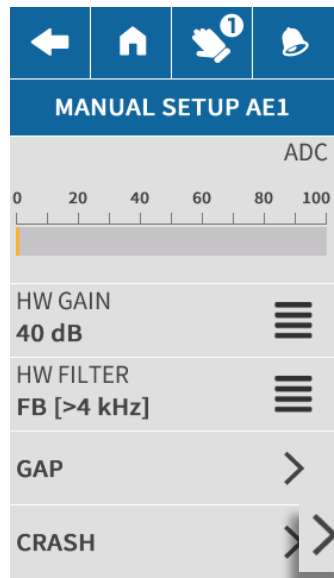 1
MANUAL SETUP AE1
ADC
0 20 40 60 80 100
HW GAIN
40 dB
HW FILTER
FB [>4 kHz]
GAP
CRASH